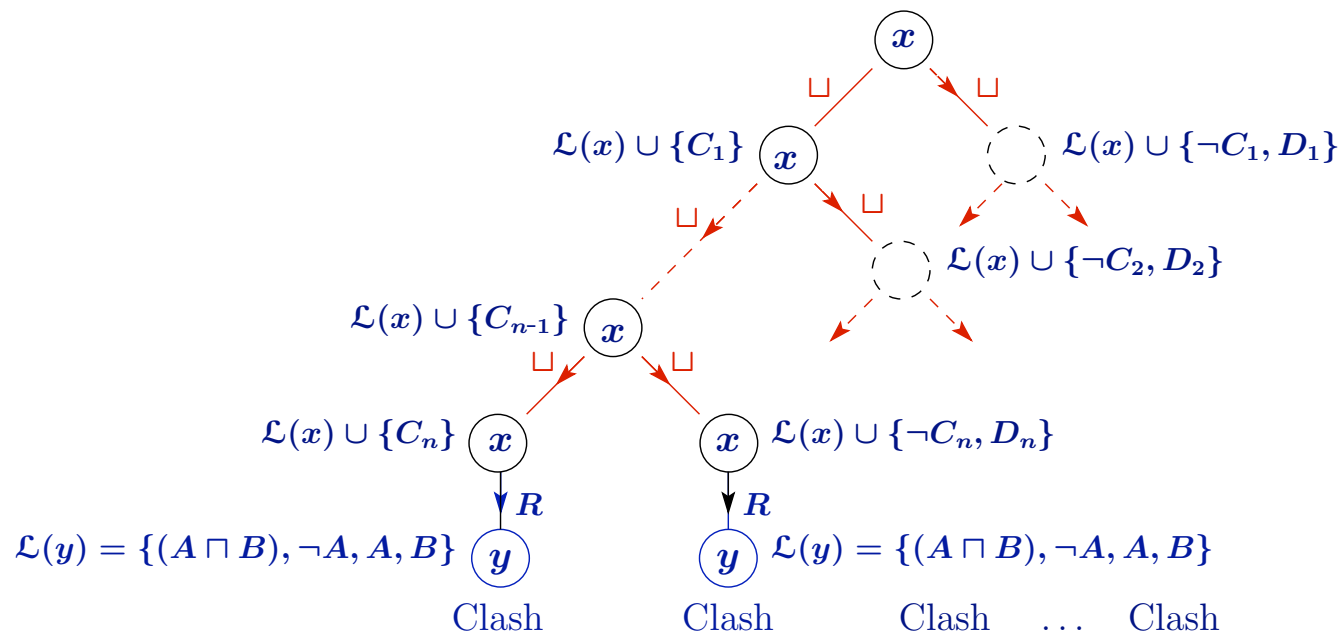 x
⊔ ⊔
ℒ(x) ∪ {C₁} x ℒ(x) ∪ {¬C₁, D₁}
⊔ ⊔
ℒ(x) ∪ {¬C₂, D₂}
ℒ(x) ∪ {Cₙ₋₁} x
⊔ ⊔
ℒ(x) ∪ {Cₙ} x x ℒ(x) ∪ {¬Cₙ, Dₙ}
R R
ℒ(y) = {(A ⊓ B), ¬A, A, B} y y ℒ(y) = {(A ⊓ B), ¬A, A, B}
Clash Clash Clash ... Clash